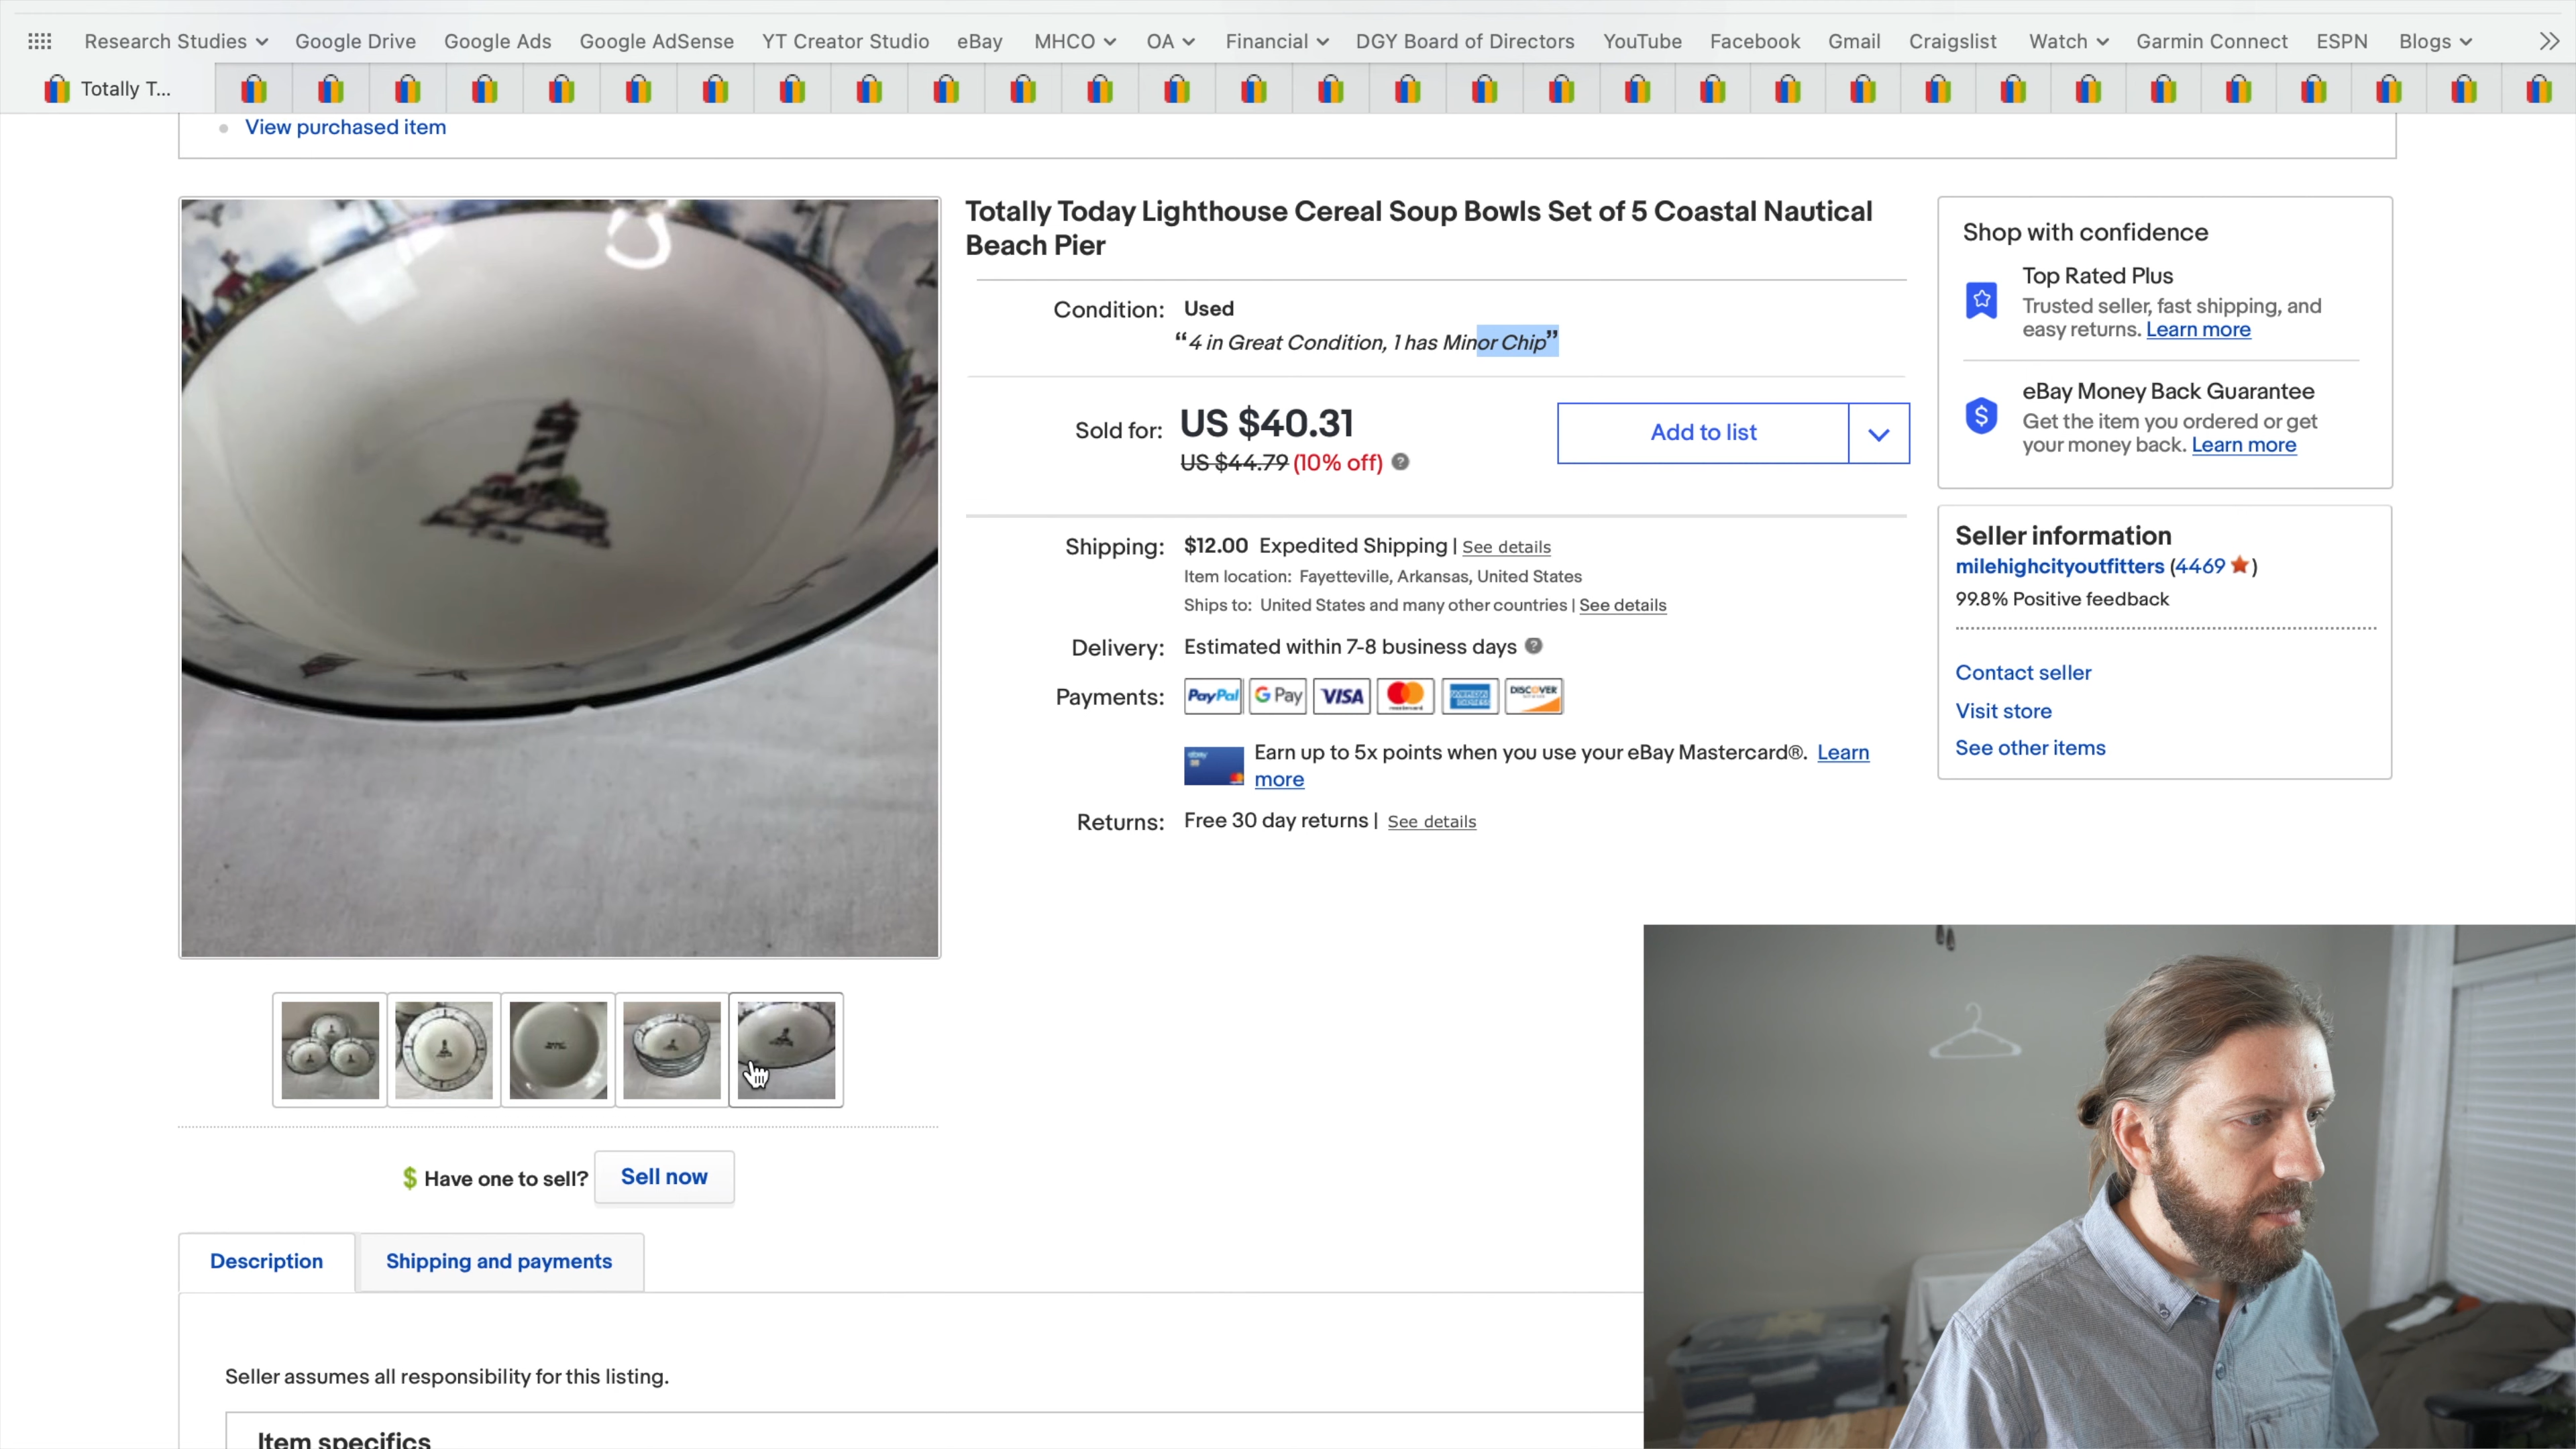 Research Studies Google Drive Google Ads Google AdSense YT Creator Studio eBay MHCO OA Financial DGY Board of Directors YouTube Facebook Gmail Craigslist Watch Garmin Connect ESPN Blogs
Totally T...
View purchased item
Totally Today Lighthouse Cereal Soup Bowls Set of 5 Coastal Nautical
Beach Pier
Condition: Used
“4 in Great Condition, 1 has Minor Chip”
Sold for: US $40.31
US $44.79 (10% off)
Add to list
Shipping: $12.00 Expedited Shipping | See details
Item location: Fayetteville, Arkansas, United States
Ships to: United States and many other countries | See details
Delivery: Estimated within 7-8 business days
Payments: PayPal G Pay VISA mastercard AMERICAN EXPRESS DISCOVER
Earn up to 5x points when you use your eBay Mastercard®. Learn
more
Returns: Free 30 day returns | See details
Shop with confidence
Top Rated Plus
Trusted seller, fast shipping, and
easy returns. Learn more
eBay Money Back Guarantee
Get the item you ordered or get
your money back. Learn more
Seller information
milehighcityoutfitters (4469)
99.8% Positive feedback
Contact seller
Visit store
See other items
$ Have one to sell? Sell now
Description Shipping and payments
Seller assumes all responsibility for this listing.
Item specifics